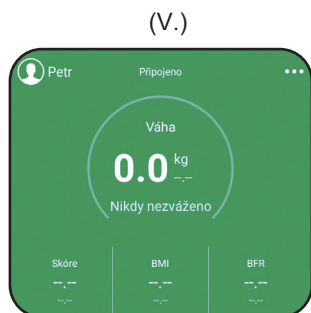 (V.)
Petr Připojeno •••
Váha
0.0 kg
--.--
Nikdy nezváženo
Skóre BMI BFR
--.-- --.-- --.--
--.-- --.-- --.--